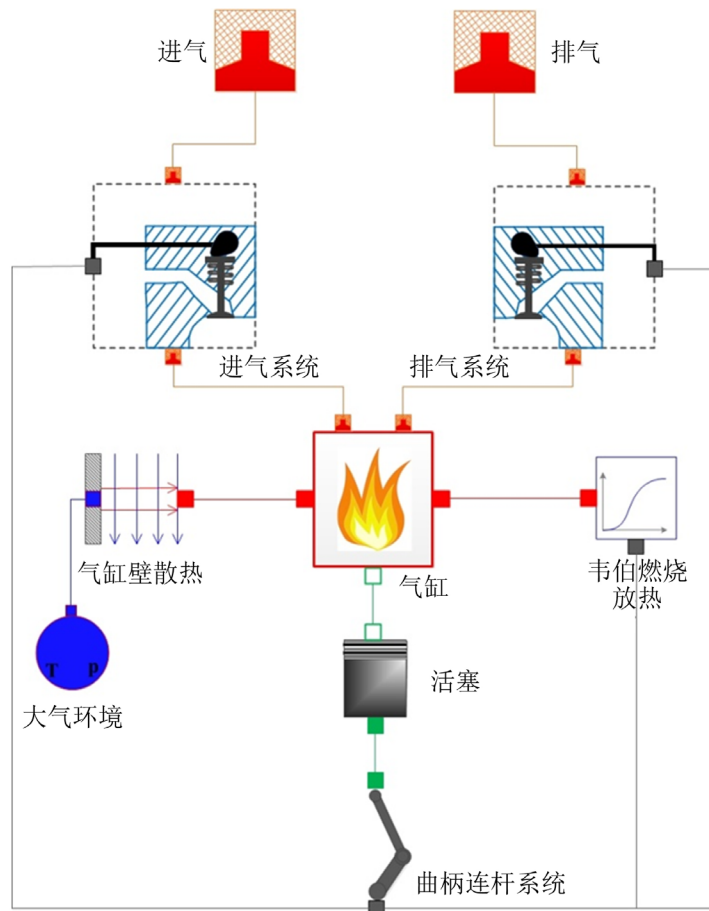 进气
排气
进气系统
排气系统
气缸壁散热
气缸
韦伯燃烧
放热
T p
大气环境
活塞
曲柄连杆系统